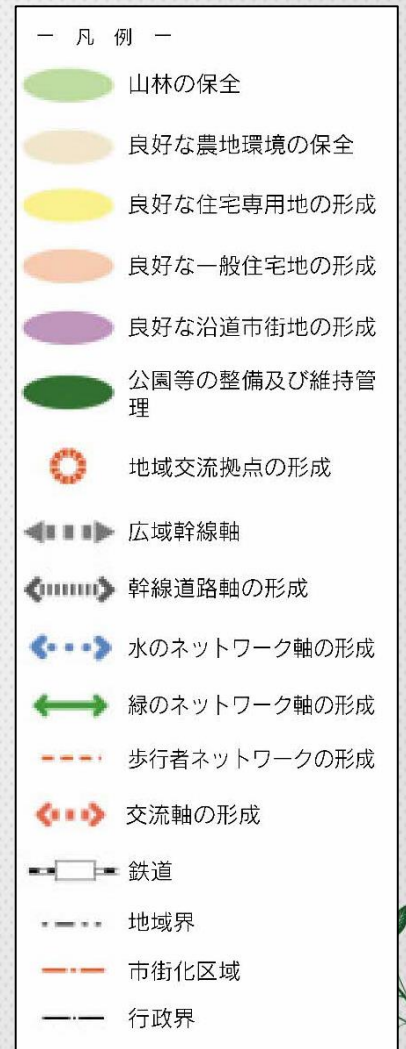 − 凡 例 −
山林の保全
良好な農地環境の保全
良好な住宅専用地の形成
良好な一般住宅地の形成
良好な沿道市街地の形成
公園等の整備及び維持管
理
地域交流拠点の形成
広域幹線軸
幹線道路軸の形成
水のネットワーク軸の形成
緑のネットワーク軸の形成
歩行者ネットワークの形成
交流軸の形成
鉄道
地域界
市街化区域
行政界